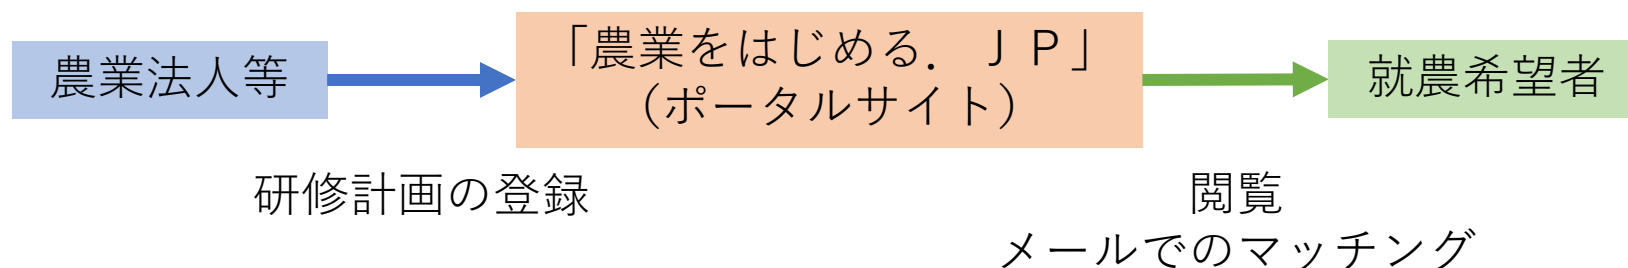 農業法人等
「農業をはじめる．ＪＰ」
（ポータルサイト）
就農希望者
研修計画の登録
閲覧
メールでのマッチング